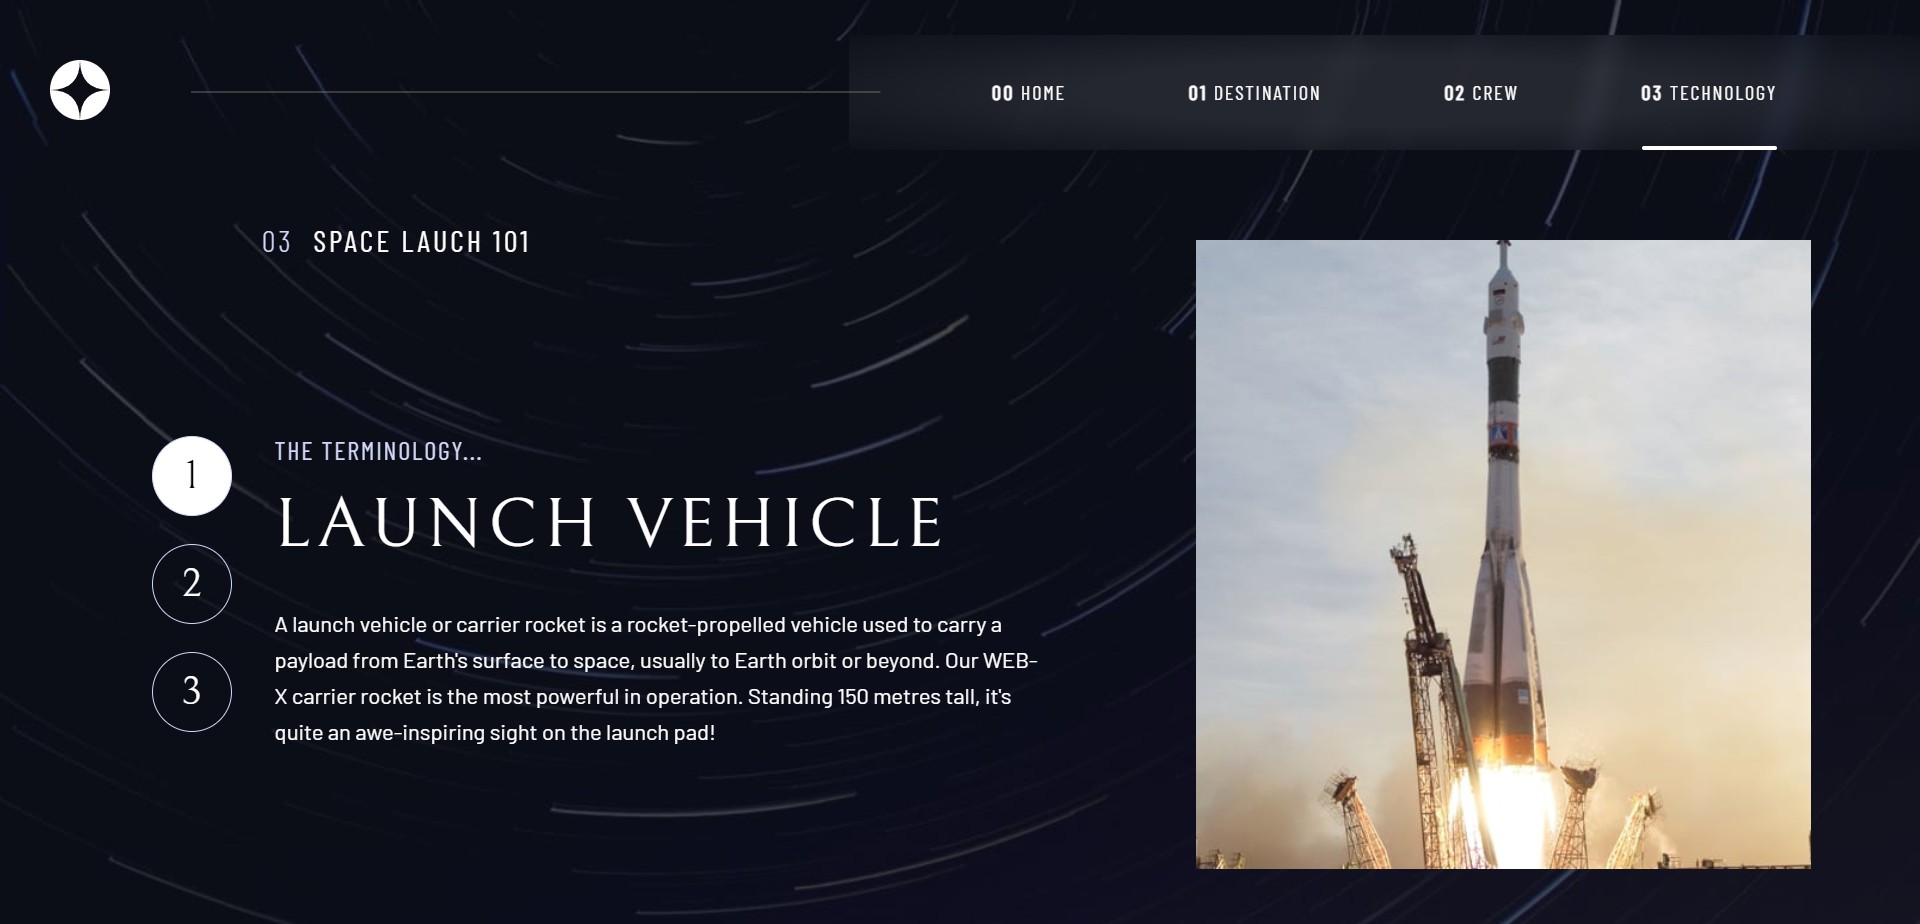 00 HOME 01 DESTINATION 02 CREW 03 TECHNOLOGY
03 SPACE LAUCH 101
1
2
3
THE TERMINOLOGY...
LAUNCH VEHICLE
A launch vehicle or carrier rocket is a rocket-propelled vehicle used to carry a
payload from Earth's surface to space, usually to Earth orbit or beyond. Our WEB-
X carrier rocket is the most powerful in operation. Standing 150 metres tall, it's
quite an awe-inspiring sight on the launch pad!